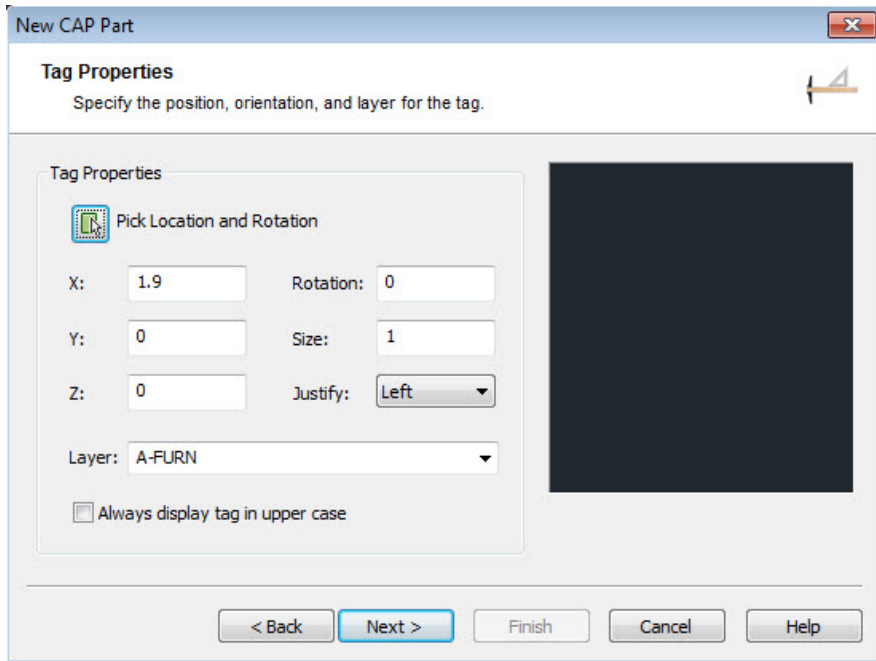 New CAP Part
Tag Properties
Specify the position, orientation, and layer for the tag.
Tag Properties
Pick Location and Rotation
X: 1.9 Rotation: 0
Y: 0 Size: 1
Z: 0 Justify: Left
Layer: A-FURN
Always display tag in upper case
< Back Next > Finish Cancel Help